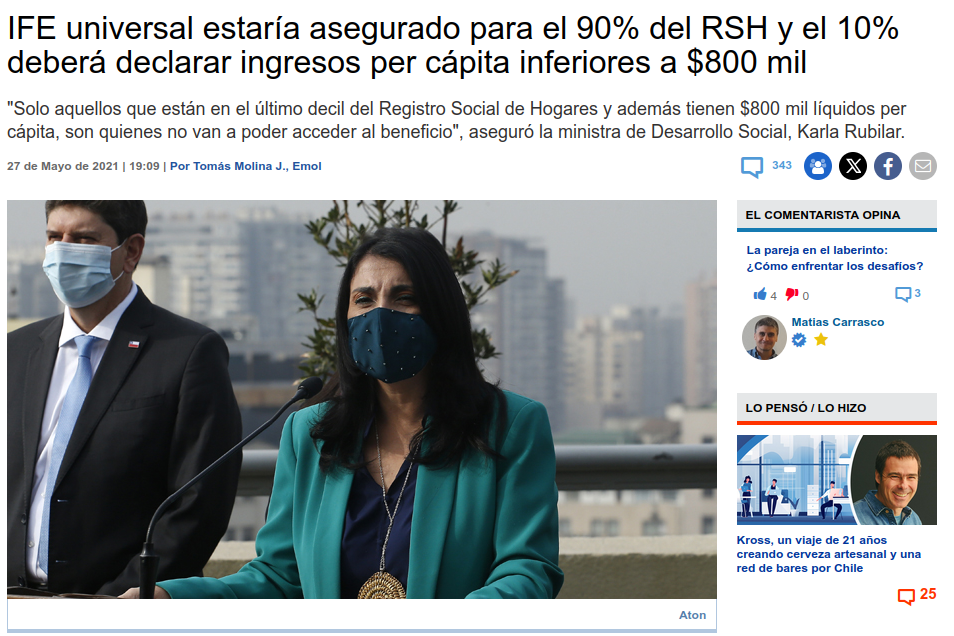 IFE universal estaría asegurado para el 90% del RSH y el 10%
deberá declarar ingresos per cápita inferiores a $800 mil
"Solo aquellos que están en el último decil del Registro Social de Hogares y además tienen $800 mil líquidos per
cápita, son quienes no van a poder acceder al beneficio", aseguró la ministra de Desarrollo Social, Karla Rubilar.
27 de Mayo de 2021 | 19:09 | Por Tomás Molina J., Emol
343
Aton
EL COMENTARISTA OPINA
La pareja en el laberinto:
¿Cómo enfrentar los desafíos?
4 0 3
Matias Carrasco
LO PENSÓ / LO HIZO
Kross, un viaje de 21 años
creando cerveza artesanal y una
red de bares por Chile
25